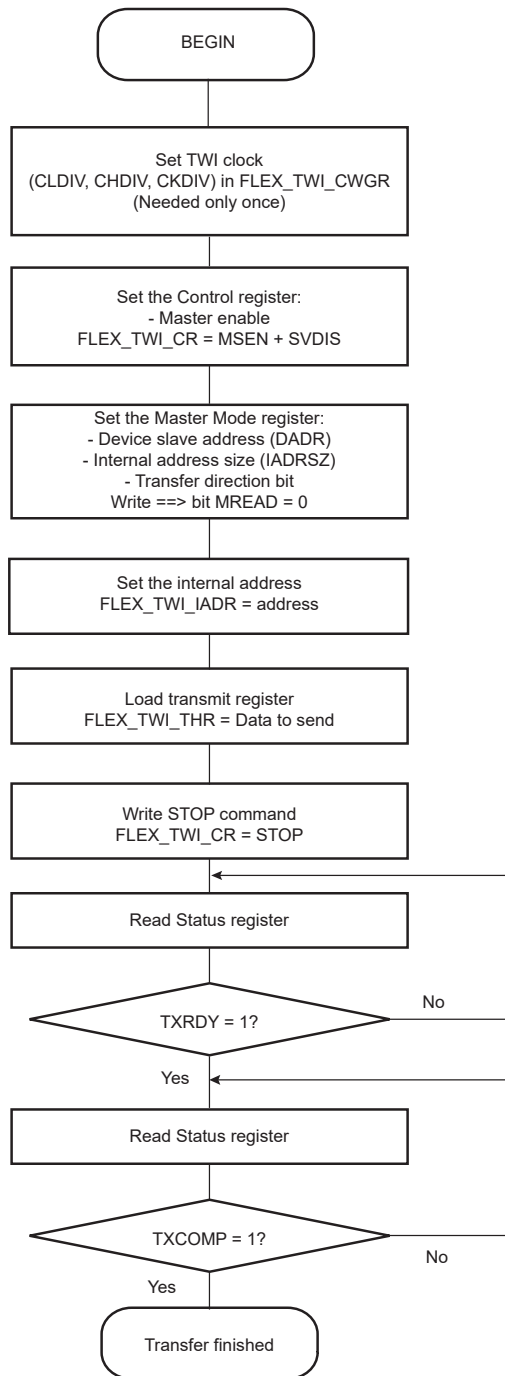 BEGIN
Set TWI clock
(CLDIV, CHDIV, CKDIV) in FLEX_TWI_CWGR
(Needed only once)
Set the Control register:
- Master enable
FLEX_TWI_CR = MSEN + SVDIS
Set the Master Mode register:
- Device slave address (DADR)
- Internal address size (IADRSZ)
- Transfer direction bit
Write ==> bit MREAD = 0
Set the internal address
FLEX_TWI_IADR = address
Load transmit register
FLEX_TWI_THR = Data to send
Write STOP command
FLEX_TWI_CR = STOP
Read Status register
TXRDY = 1?
No
Yes
Read Status register
TXCOMP = 1?
No
Yes
Transfer finished